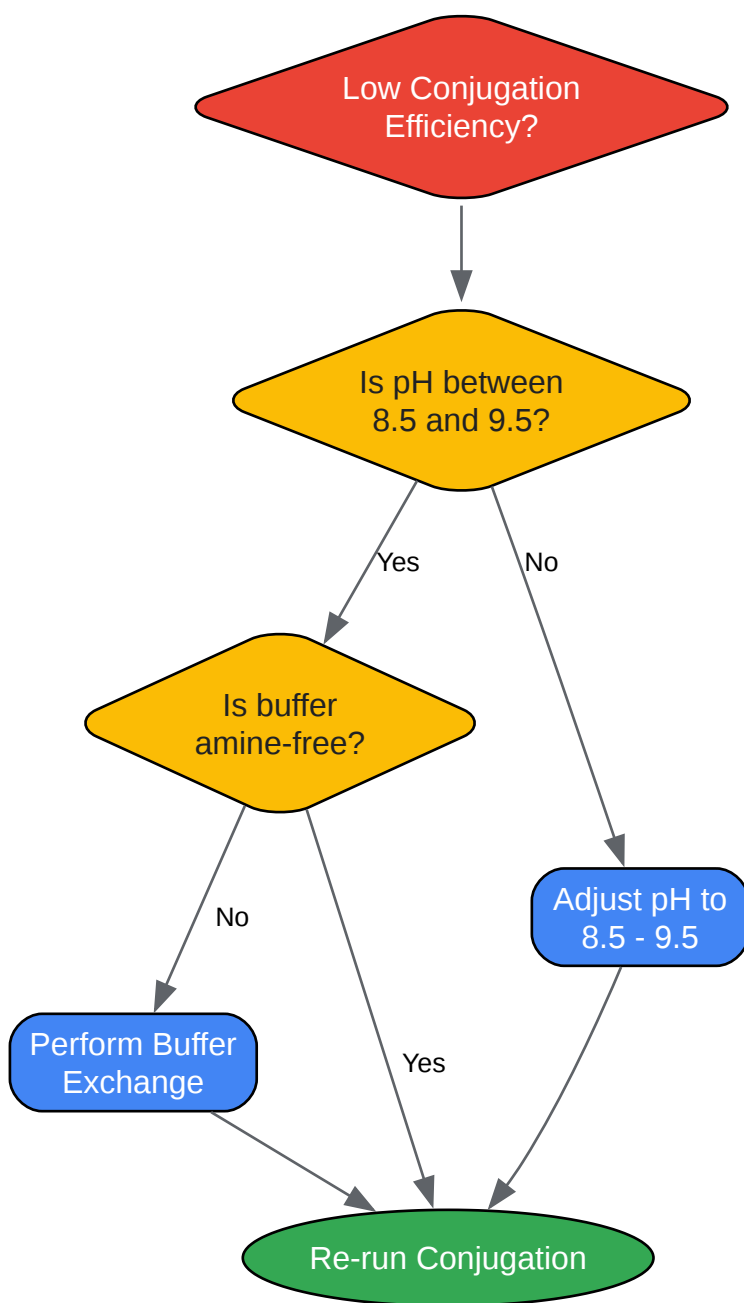 Low Conjugation
Efficiency?
Is pH between
8.5 and 9.5?
Yes
No
Is buffer
amine-free?
Adjust pH to
8.5 - 9.5
No
Perform Buffer
Exchange
Yes
Re-run Conjugation